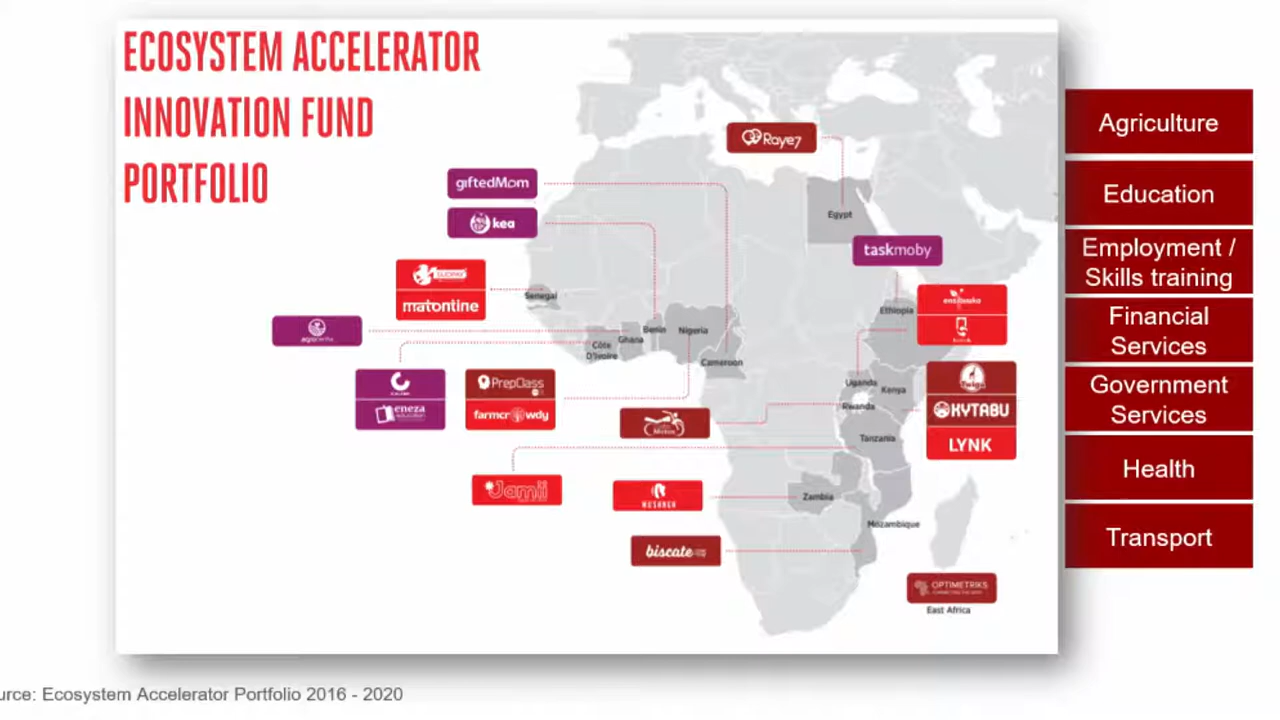 ECOSYSTEM ACCELERATOR
INNOVATION FUND
PORTFOLIO
Raye7
giftedMom
kea
Egypt
taskmoby
matontine
Senegal
Ethiopia
Benin
Nigeria
Ghana
Côte
D'Ivoire
Cameroon
eneza
PrepClass
farmcrowdy
Uganda
Kenya
Rwanda
Twiga
KYTABU
LYNK
Tanzania
Jamii
MUSANGA
Zambia
Mozambique
biscate
OPTIMETRIKS
East Africa
Agriculture
Education
Employment /
Skills training
Financial
Services
Government
Services
Health
Transport
urce: Ecosystem Accelerator Portfolio 2016 - 2020